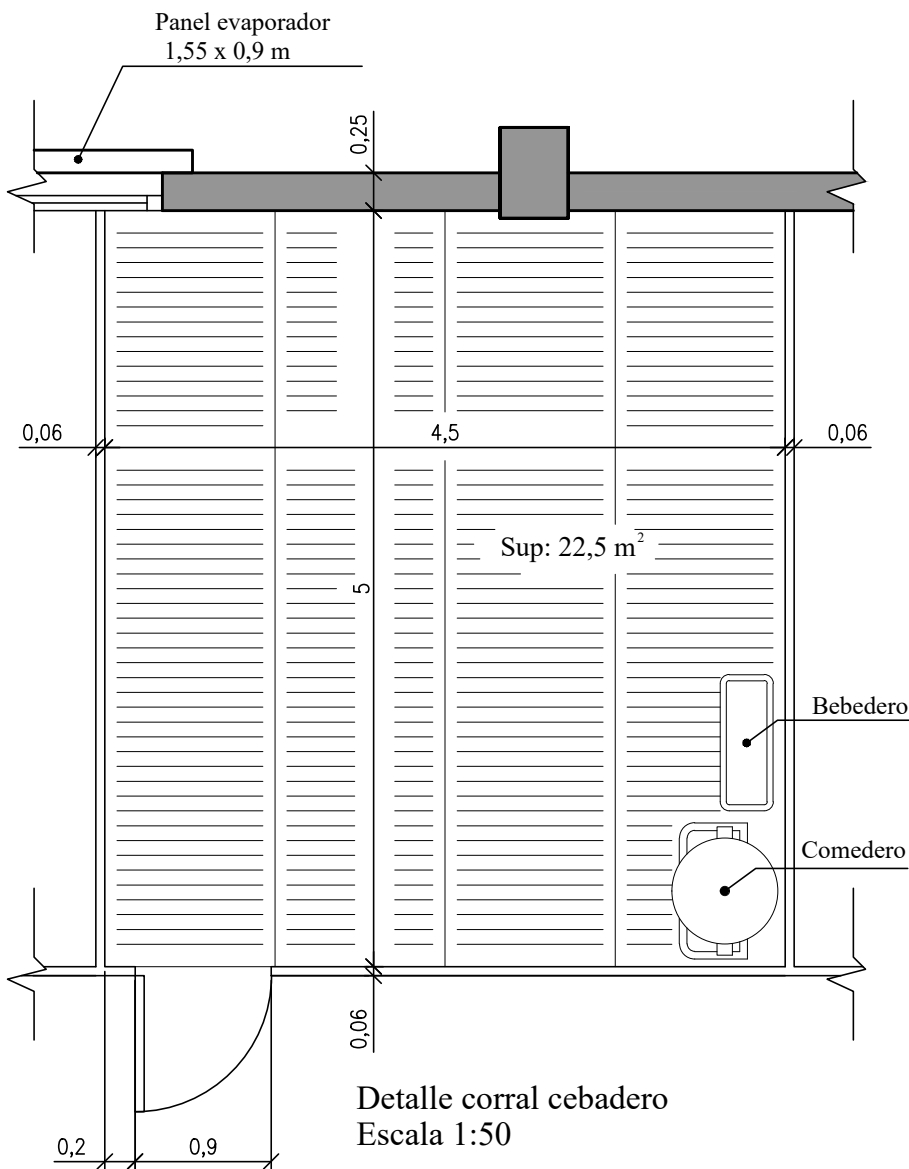 Panel evaporador
1,55 x 0,9 m
0,25
0,06
4,5
0,06
Sup: 22,5 m²
5
Bebedero
Comedero
0,06
Detalle corral cebadero
Escala 1:50
0,2
0,9